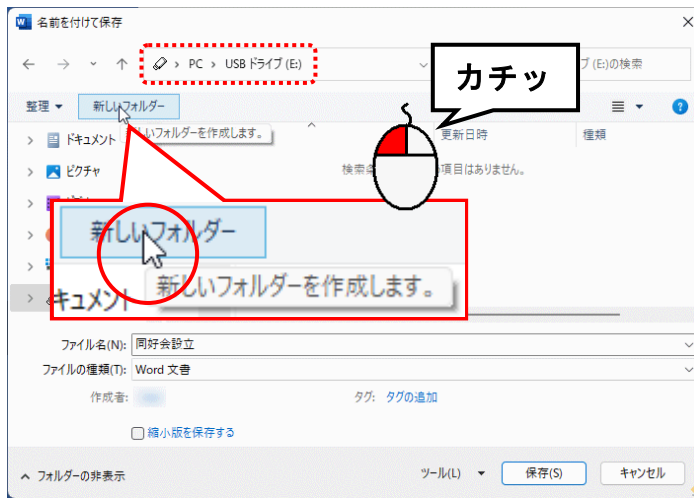 名前を付けて保存
PC › USB ドライブ (E:)
ブ (E:)の検索
カチッ
整理
新しいフォルダー
新しいフォルダーを作成します。
更新日時
種類
ドキュメント
ピクチャ
項目はありません。
新しいフォルダー
新しいフォルダーを作成します。
キュメント
ファイル名(N): 同好会設立
ファイルの種類(T): Word 文書
作成者:
タグ: タグの追加
縮小版を保存する
フォルダーの非表示
ツール(L)
保存(S)
キャンセル